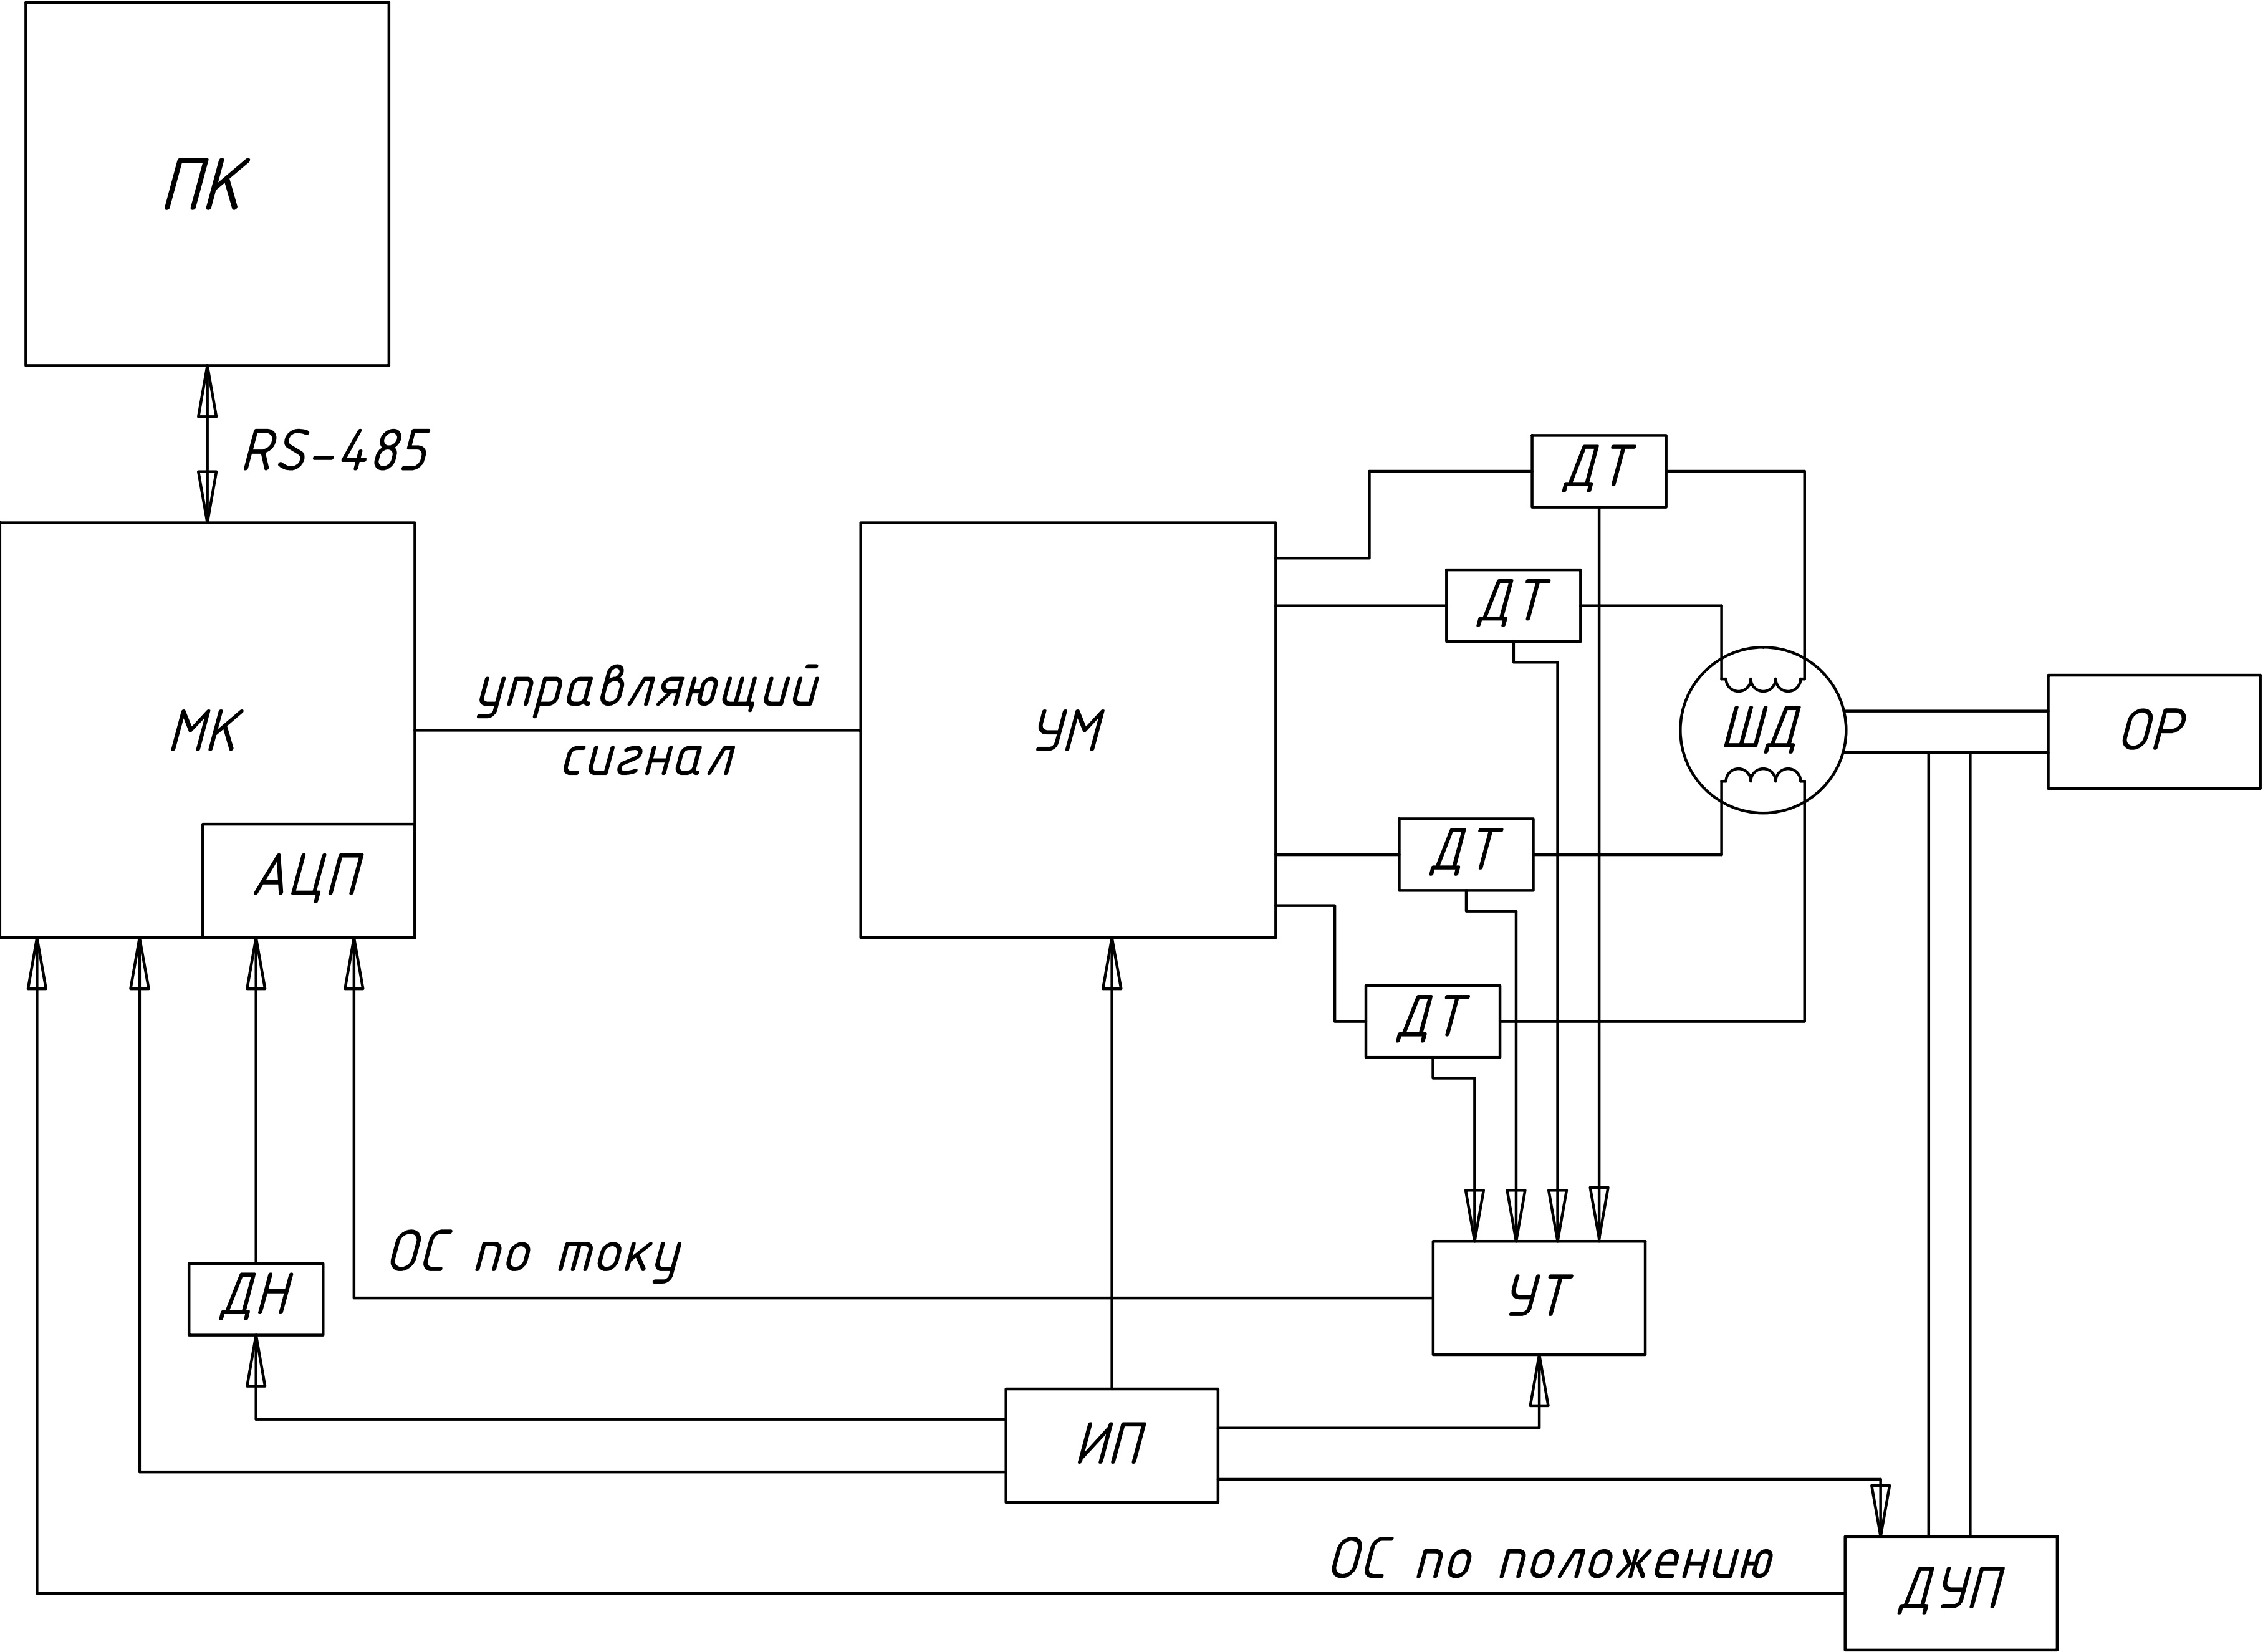 ПК
RS-485
ДТ
ДТ
управляющий
сигнал
МК
УМ
ШД
ОР
АЦП
ДТ
ДТ
ОС по току
ДН
УТ
ИП
ОС по положению
ДУП